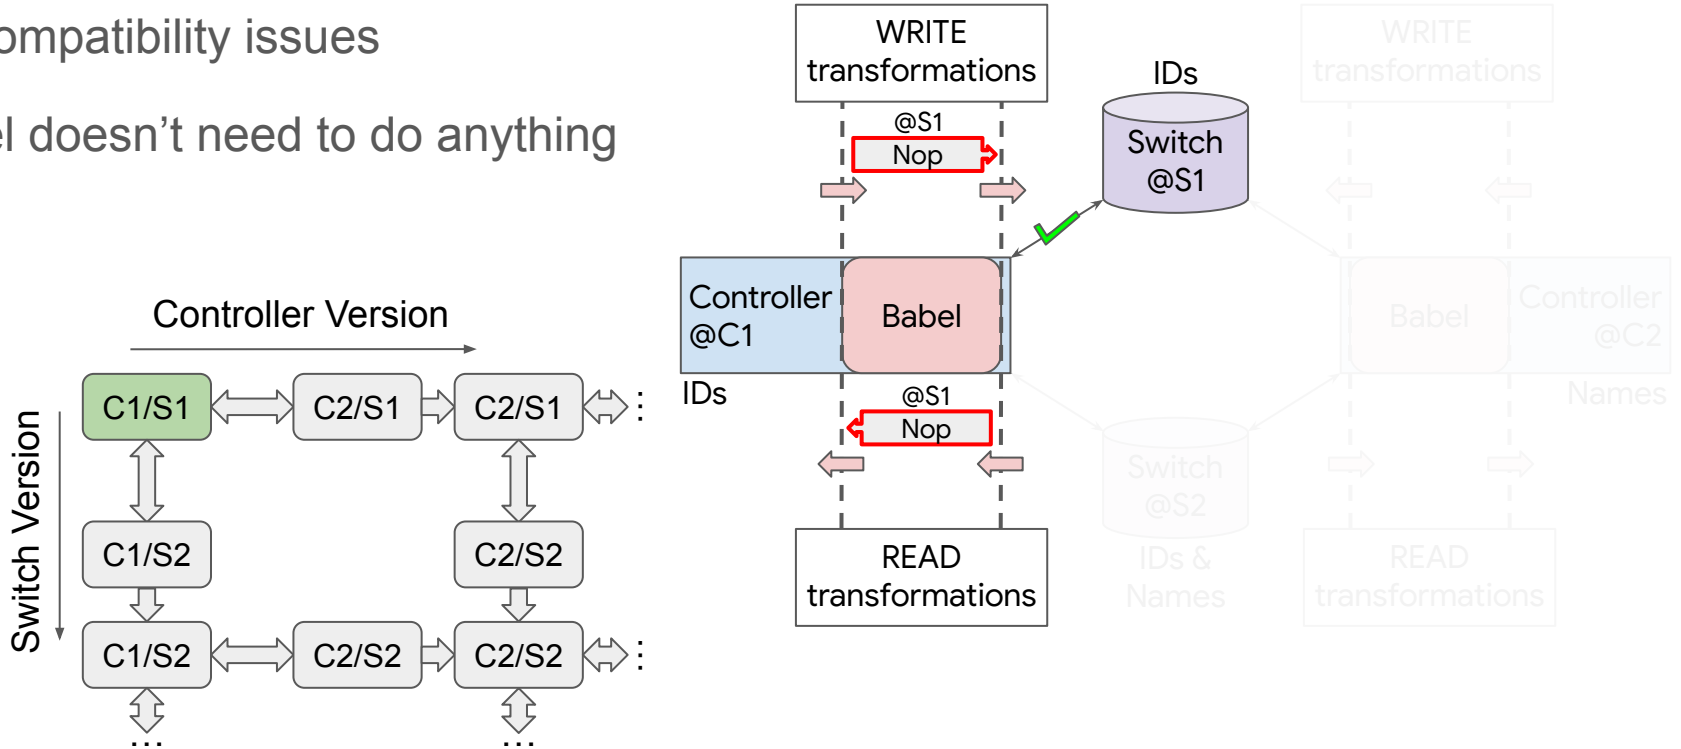 ompatibility issues
el doesn’t need to do anything
Controller Version
Switch Version
C1/S1
C2/S1
C2/S1
⋮
C1/S2
C2/S2
C1/S2
C2/S2
C2/S2
⋮
...
...
WRITE
transformations
@S1
Nop
IDs
Switch
@S1
Controller
@C1
Babel
IDs
@S1
Nop
READ
transformations
WRITE
transformations
Babel
Controller
@C2
Names
Switch
@S2
IDs &
Names
READ
transformations